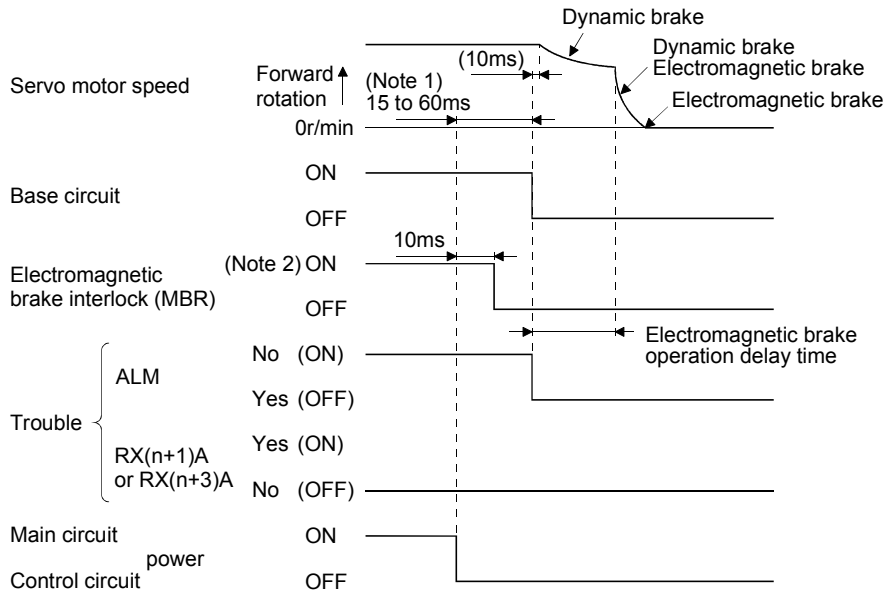 Dynamic brake
Dynamic brake
Electromagnetic brake
Electromagnetic brake
Servo motor speed
Forward
rotation
(Note 1)
15 to 60ms
(10ms)
0r/min
Base circuit
ON
OFF
10ms
Electromagnetic
brake interlock (MBR)
(Note 2) ON
OFF
Electromagnetic brake
operation delay time
Trouble
ALM
No (ON)
Yes (OFF)
RX(n+1)A
or RX(n+3)A
Yes (ON)
No (OFF)
Main circuit
power
Control circuit
ON
OFF